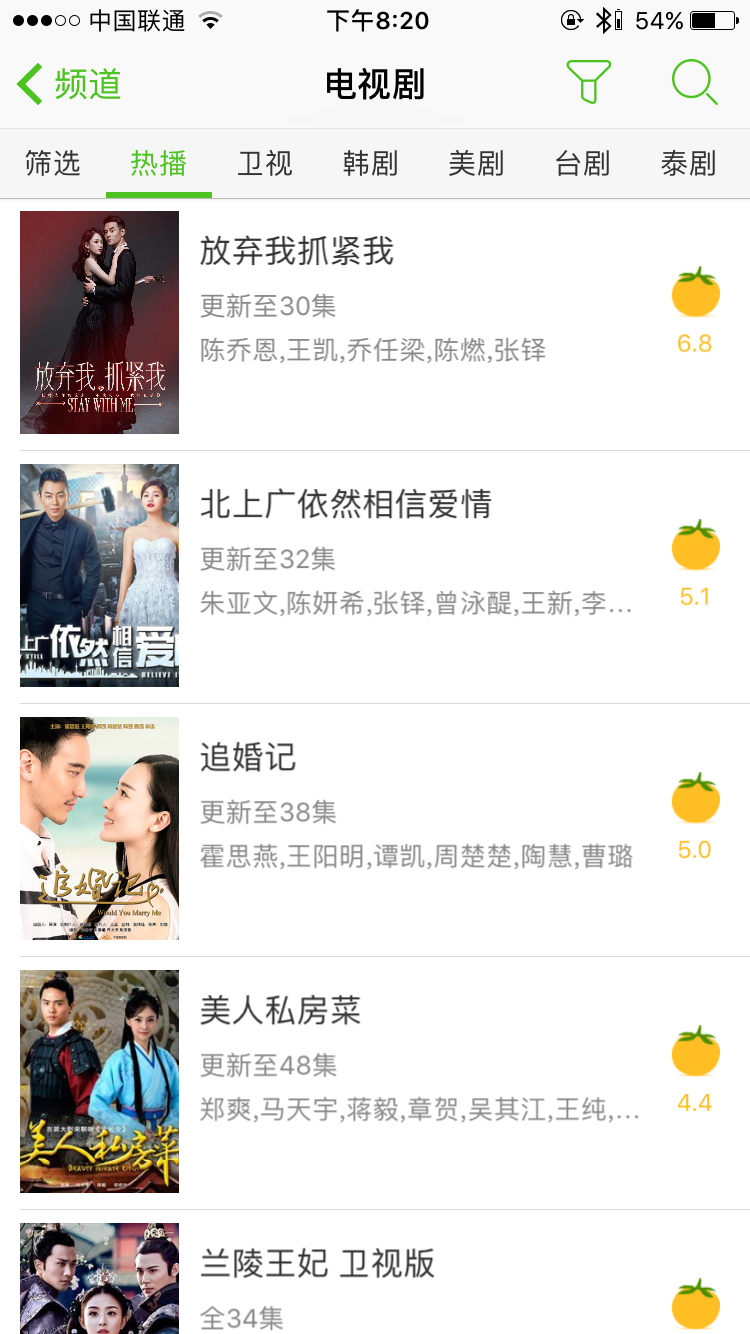 中国联通 下午8:20 54%
频道 电视剧
筛选 热播 卫视 韩剧 美剧 台剧 泰剧
放弃我抓紧我
更新至30集
陈乔恩,王凯,乔任梁,陈燃,张铎
6.8
放弃我,抓紧我
STAY WITH ME
北上广依然相信爱情
更新至32集
朱亚文,陈妍希,张铎,曾泳醍,王新,李...
5.1
上广依然相信爱
BELIEVE I
追婚记
更新至38集
霍思燕,王阳明,谭凯,周楚楚,陶慧,曹璐
5.0
追婚记
Would You Marry Me
美人私房菜
更新至48集
郑爽,马天宇,蒋毅,章贺,吴其江,王纯,...
4.4
美人私房菜
BEAUTY PRIVATE KITC
兰陵王妃 卫视版
全34集